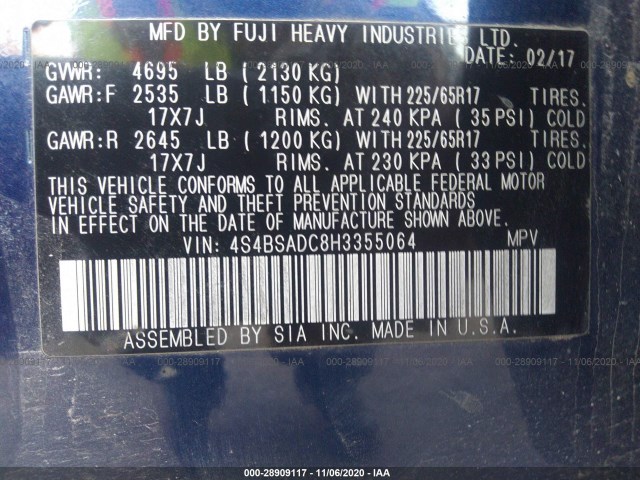 MFD BY FUJI HEAVY INDUSTRIES LTD.
DATE: 02/17
GVWR: 4695 LB (2130 KG)
GAWR:F 2535 LB (1150 KG) WITH 225/65R17 TIRES.
17X7J RIMS. AT 240 KPA (35 PSI) COLD
GAWR:R 2645 LB (1200 KG) WITH 225/65R17 TIRES.
17X7J RIMS. AT 230 KPA (33 PSI) COLD
THIS VEHICLE CONFORMS TO ALL APPLICABLE FEDERAL MOTOR
VEHICLE SAFETY AND THEFT PREVENTION STANDARDS
IN EFFECT ON THE DATE OF MANUFACTURE SHOWN ABOVE.
VIN: 4S4BSADC8H3355064 MPV
ASSEMBLED BY SIA INC. MADE IN U.S.A.
000-28909117 - 11/06/2020 - IAA